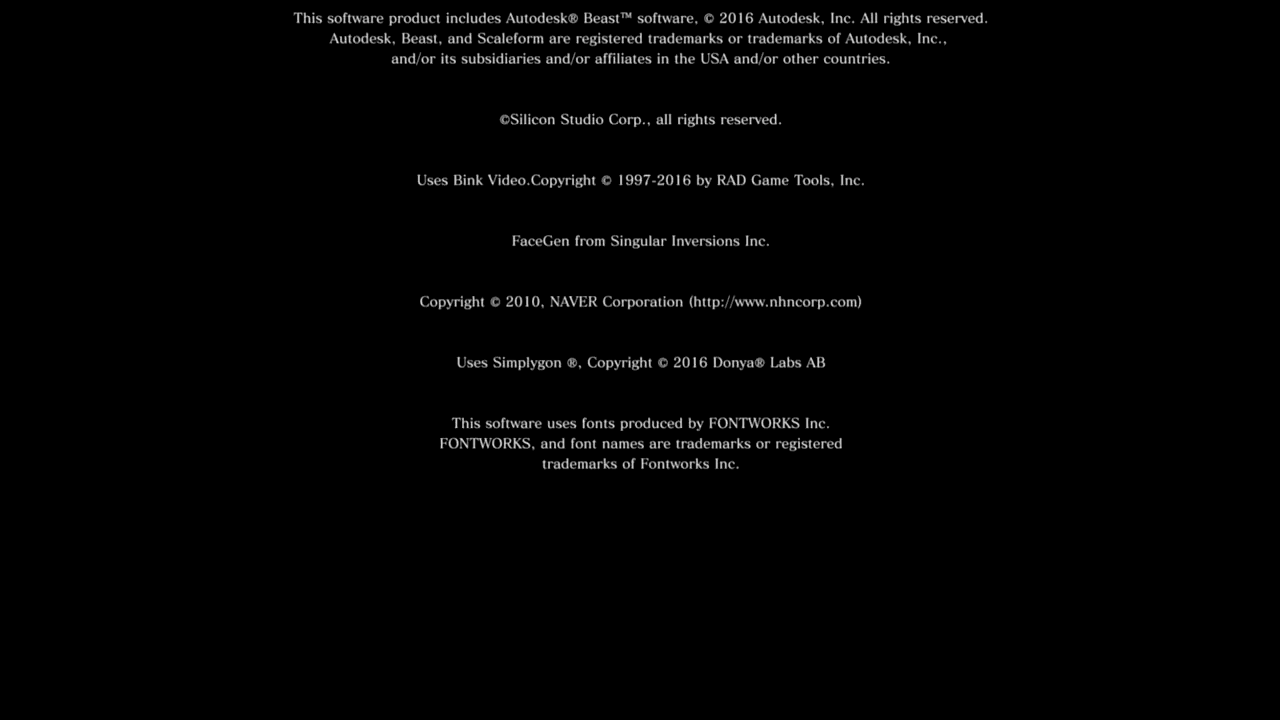 This software product includes Autodesk® Beast™ software, © 2016 Autodesk, Inc. All rights reserved.
Autodesk, Beast, and Scaleform are registered trademarks or trademarks of Autodesk, Inc.,
and/or its subsidiaries and/or affiliates in the USA and/or other countries.
©Silicon Studio Corp., all rights reserved.
Uses Bink Video.Copyright © 1997-2016 by RAD Game Tools, Inc.
FaceGen from Singular Inversions Inc.
Copyright © 2010, NAVER Corporation (http://www.nhncorp.com)
Uses Simplygon ®, Copyright © 2016 Donya® Labs AB
This software uses fonts produced by FONTWORKS Inc.
FONTWORKS, and font names are trademarks or registered
trademarks of Fontworks Inc.